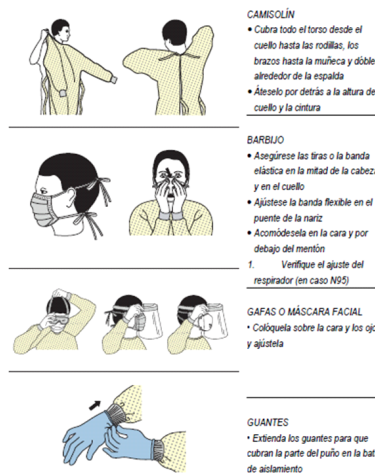 CAMISOLÍN
• Cubra todo el torso desde el
cuello hasta las rodillas, los
brazos hasta la muñeca y dóble
alrededor de la espalda
• Áteselo por detrás a la altura de
cuello y la cintura
BARBIJO
• Asegúrese las tiras o la banda
elástica en la mitad de la cabeza
y en el cuello
• Ajústese la banda flexible en el
puente de la nariz
• Acomódesela en la cara y por
debajo del mentón
1. Verifique el ajuste del
respirador (en caso N95)
GAFAS O MÁSCARA FACIAL
• Colóquela sobre la cara y los ojo
y ajústela
GUANTES
• Extienda los guantes para que
cubran la parte del puño en la bat
de aislamiento